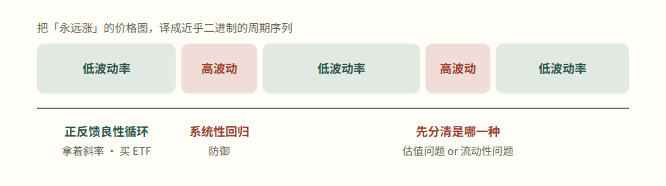 把「永远涨」的价格图，译成近乎二进制的周期序列
低波动率 高波动 低波动率 高波动 低波动率
正反馈良性循环 系统性回归 先分清是哪一种
拿着斜率 · 买 ETF 防御 估值问题 or 流动性问题